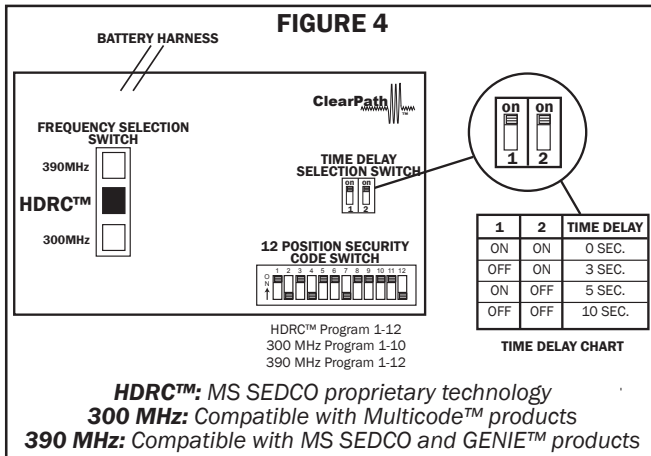 FIGURE 4
BATTERY HARNESS
ClearPath™
FREQUENCY SELECTION
SWITCH
390MHz
HDRC™
300MHz
TIME DELAY
SELECTION SWITCH
on on
1 2
on on
1 2
12 POSITION SECURITY
CODE SWITCH
O
N
1 2 3 4 5 6 7 8 9 10 11 12
HDRC™ Program 1-12
300 MHz Program 1-10
390 MHz Program 1-12
1 2 TIME DELAY
ON ON 0 SEC.
OFF ON 3 SEC.
ON OFF 5 SEC.
OFF OFF 10 SEC.
TIME DELAY CHART
HDRC™: MS SEDCO proprietary technology
300 MHz: Compatible with Multicode™ products
390 MHz: Compatible with MS SEDCO and GENIE™ products